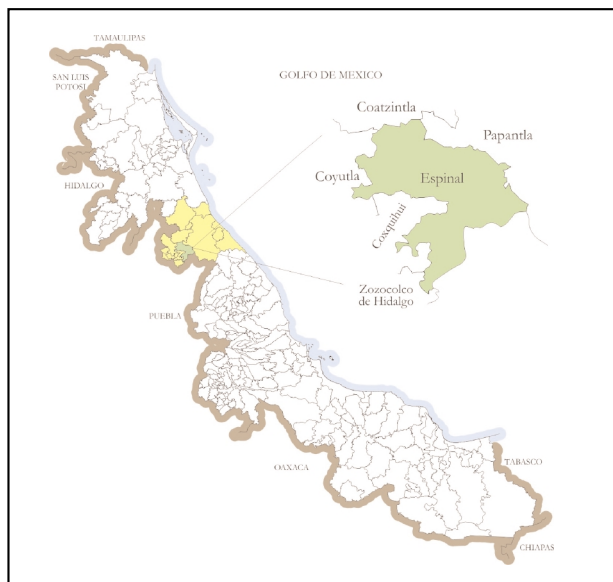 TAMAULIPAS
SAN LUIS
POTOSI
GOLFO DE MEXICO
Coatzintla
Papantla
Coyutla
Espinal
HIDALGO
Coxquihui
Zozocolco
de Hidalgo
PUEBLA
OAXACA
TABASCO
CHIAPAS